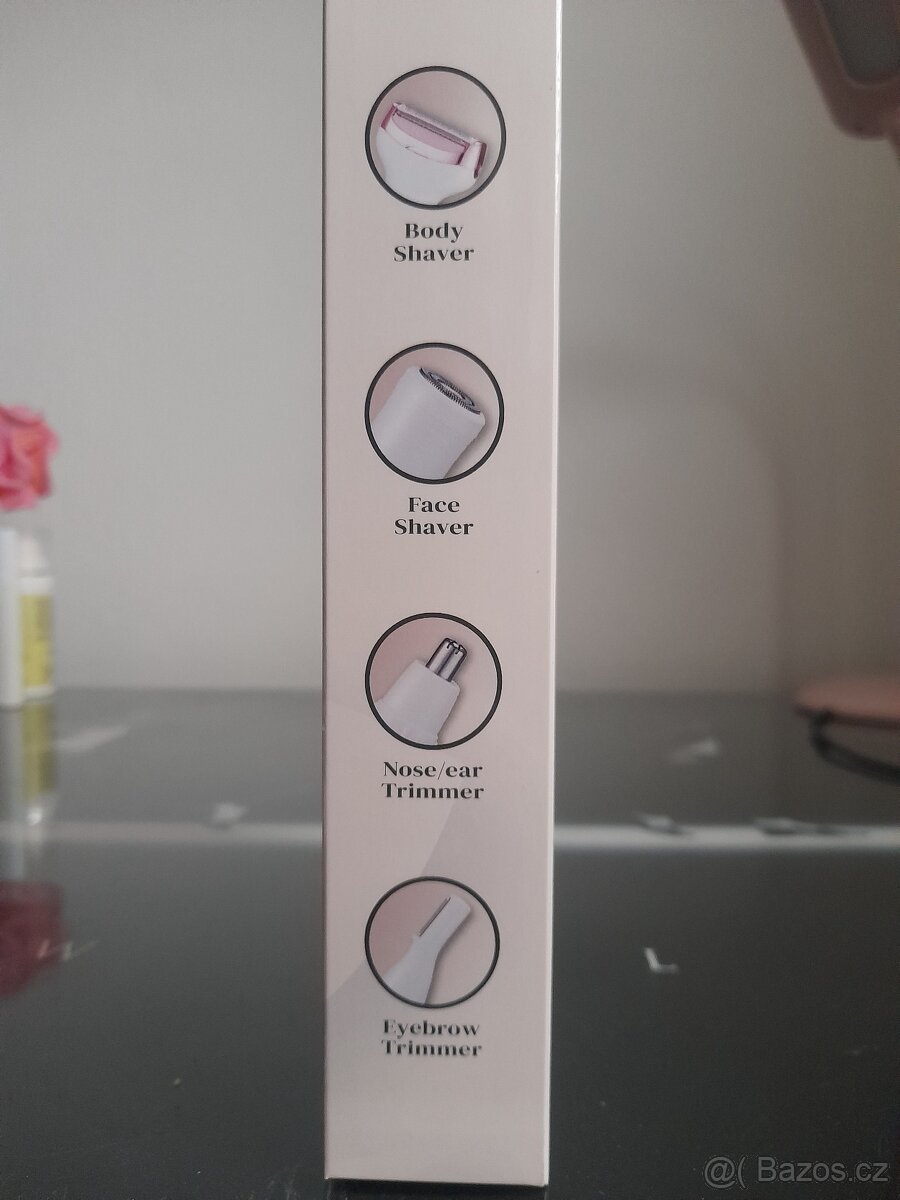 Body
Shaver
Face
Shaver
Nose/ear
Trimmer
Eyebrow
Trimmer
@( Bazos.cz